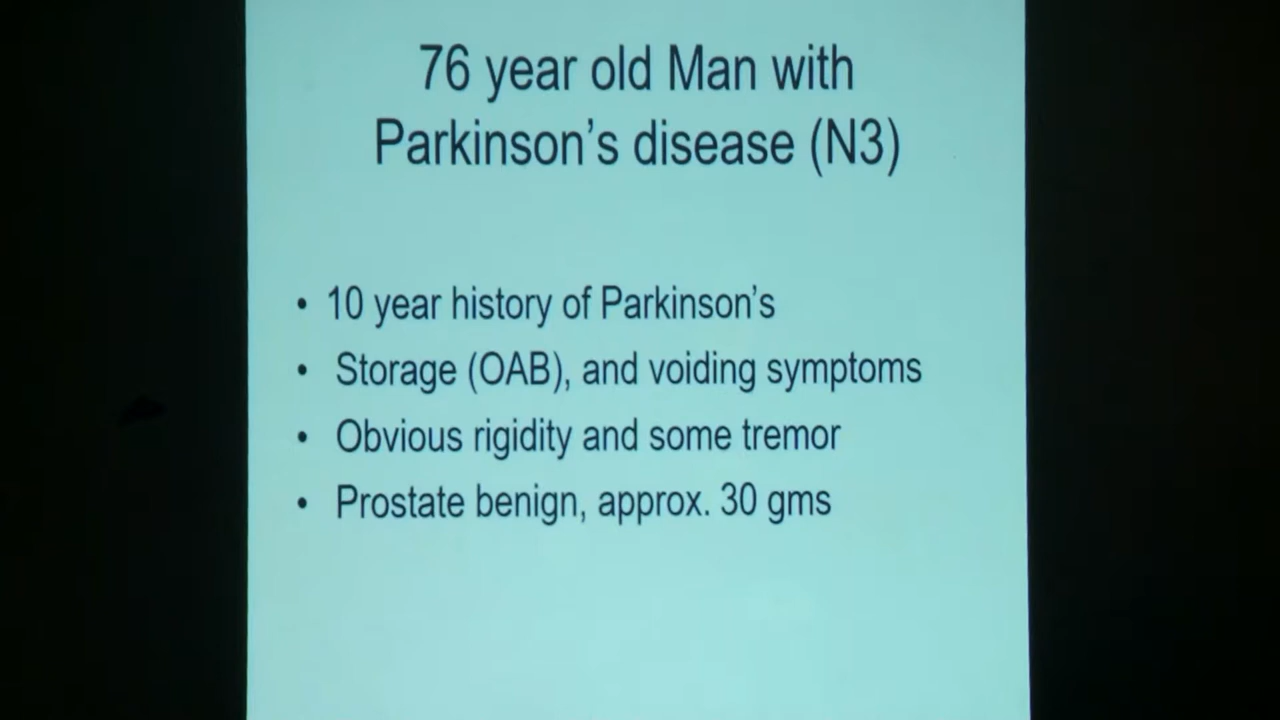 76 year old Man with
Parkinson's disease (N3)
• 10 year history of Parkinson's
• Storage (OAB), and voiding symptoms
• Obvious rigidity and some tremor
• Prostate benign, approx. 30 gms